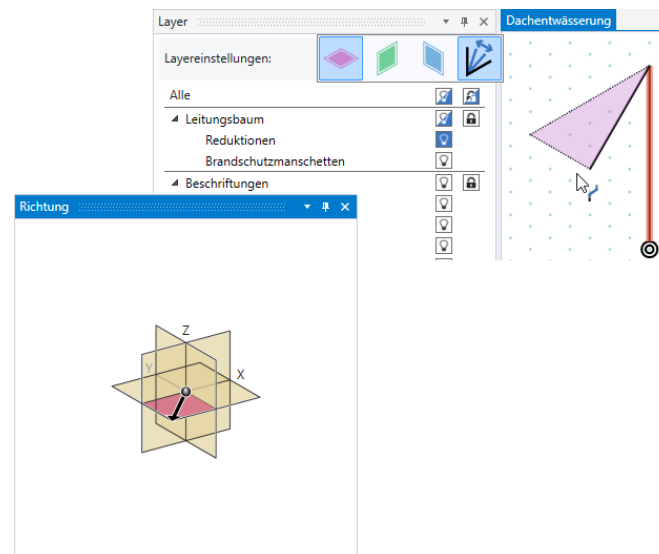 Layer
Dachentwässerung
Layereinstellungen:
Alle
Leitungsbaum
Reduktionen
Brandschutzmanschetten
Beschriftungen
Richtung
Z
Y
X